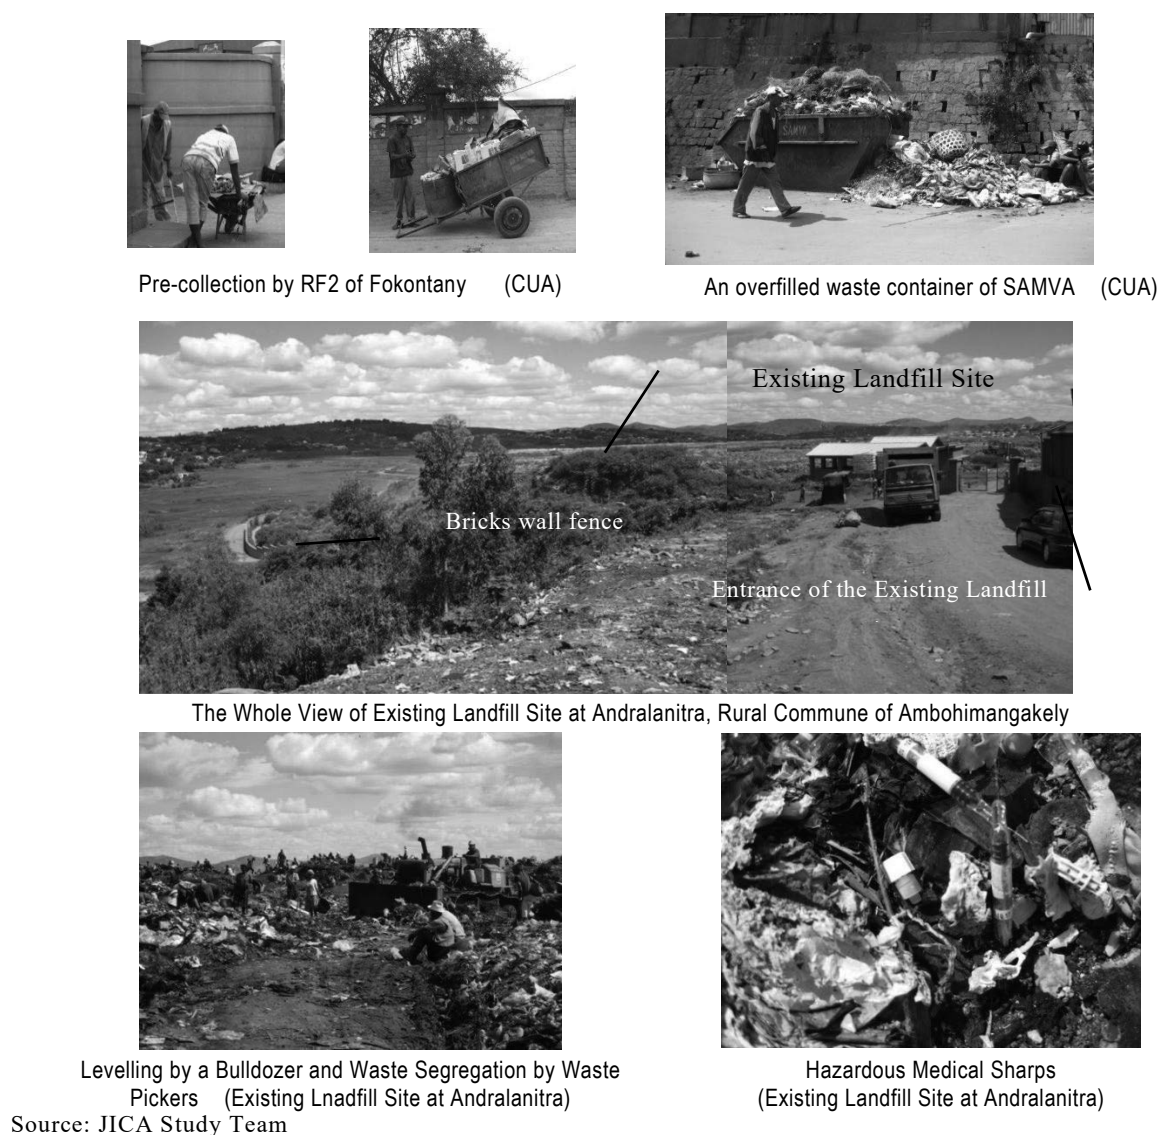 SAMVA
Pre-collection by RF2 of Fokontany (CUA)
An overfilled waste container of SAMVA (CUA)
Existing Landfill Site
Bricks wall fence
Entrance of the Existing Landfill
The Whole View of Existing Landfill Site at Andralanitra, Rural Commune of Ambohimangakely
Levelling by a Bulldozer and Waste Segregation by Waste
Pickers (Existing Lnadfill Site at Andralanitra)
Hazardous Medical Sharps
(Existing Landfill Site at Andralanitra)
Source: JICA Study Team